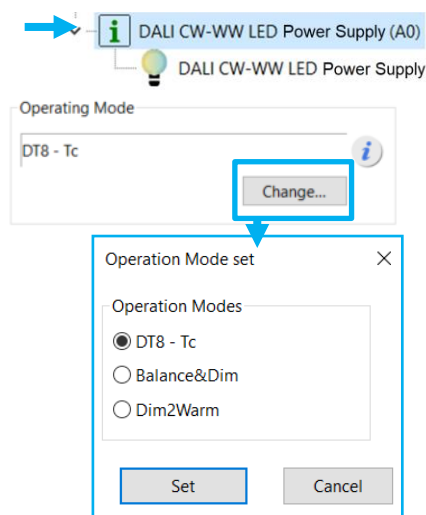 DALI CW-WW LED Power Supply (A0)
DALI CW-WW LED Power Supply
Operating Mode
DT8 - Tc
Change...
Operation Mode set
Operation Modes
DT8 - Tc
Balance&Dim
Dim2Warm
Set Cancel